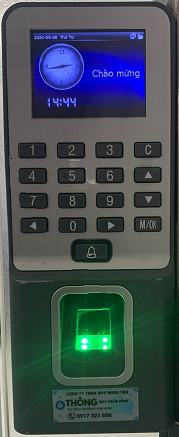 2024-05-08 Thứ Tư
12
Chào mừng
14:44
1 2 3 C
4 5 6 ▲
7 8 9 ▼
◄ 0 ► M/OK
CÔNG TY TNHH MTV MINH TÂN
THÔNG
0917 321 606